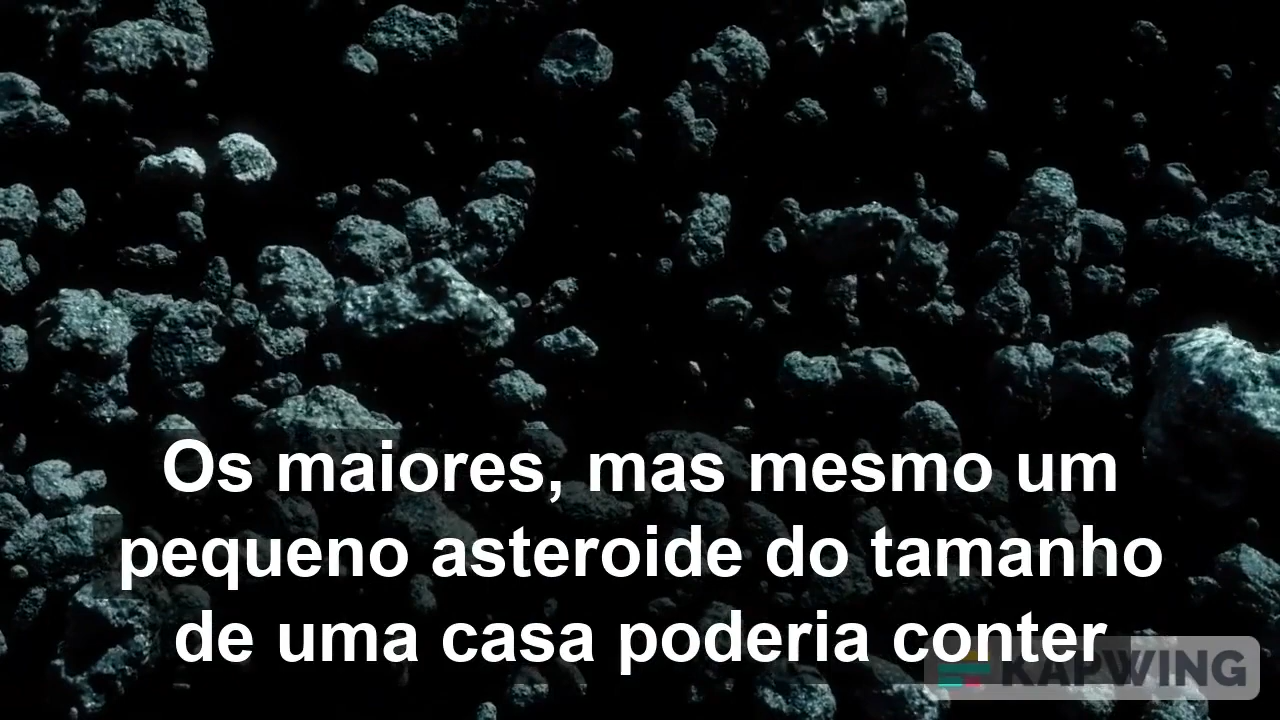 Os maiores, mas mesmo um
pequeno asteroide do tamanho
de uma casa poderia conter
KAPWING